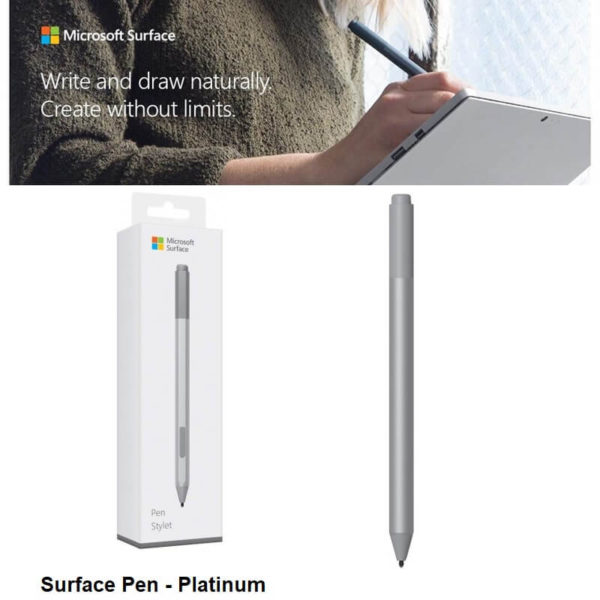 Microsoft Surface
Write and draw naturally.
Create without limits.
Microsoft
Surface
Pen
Stylet
Surface Pen - Platinum